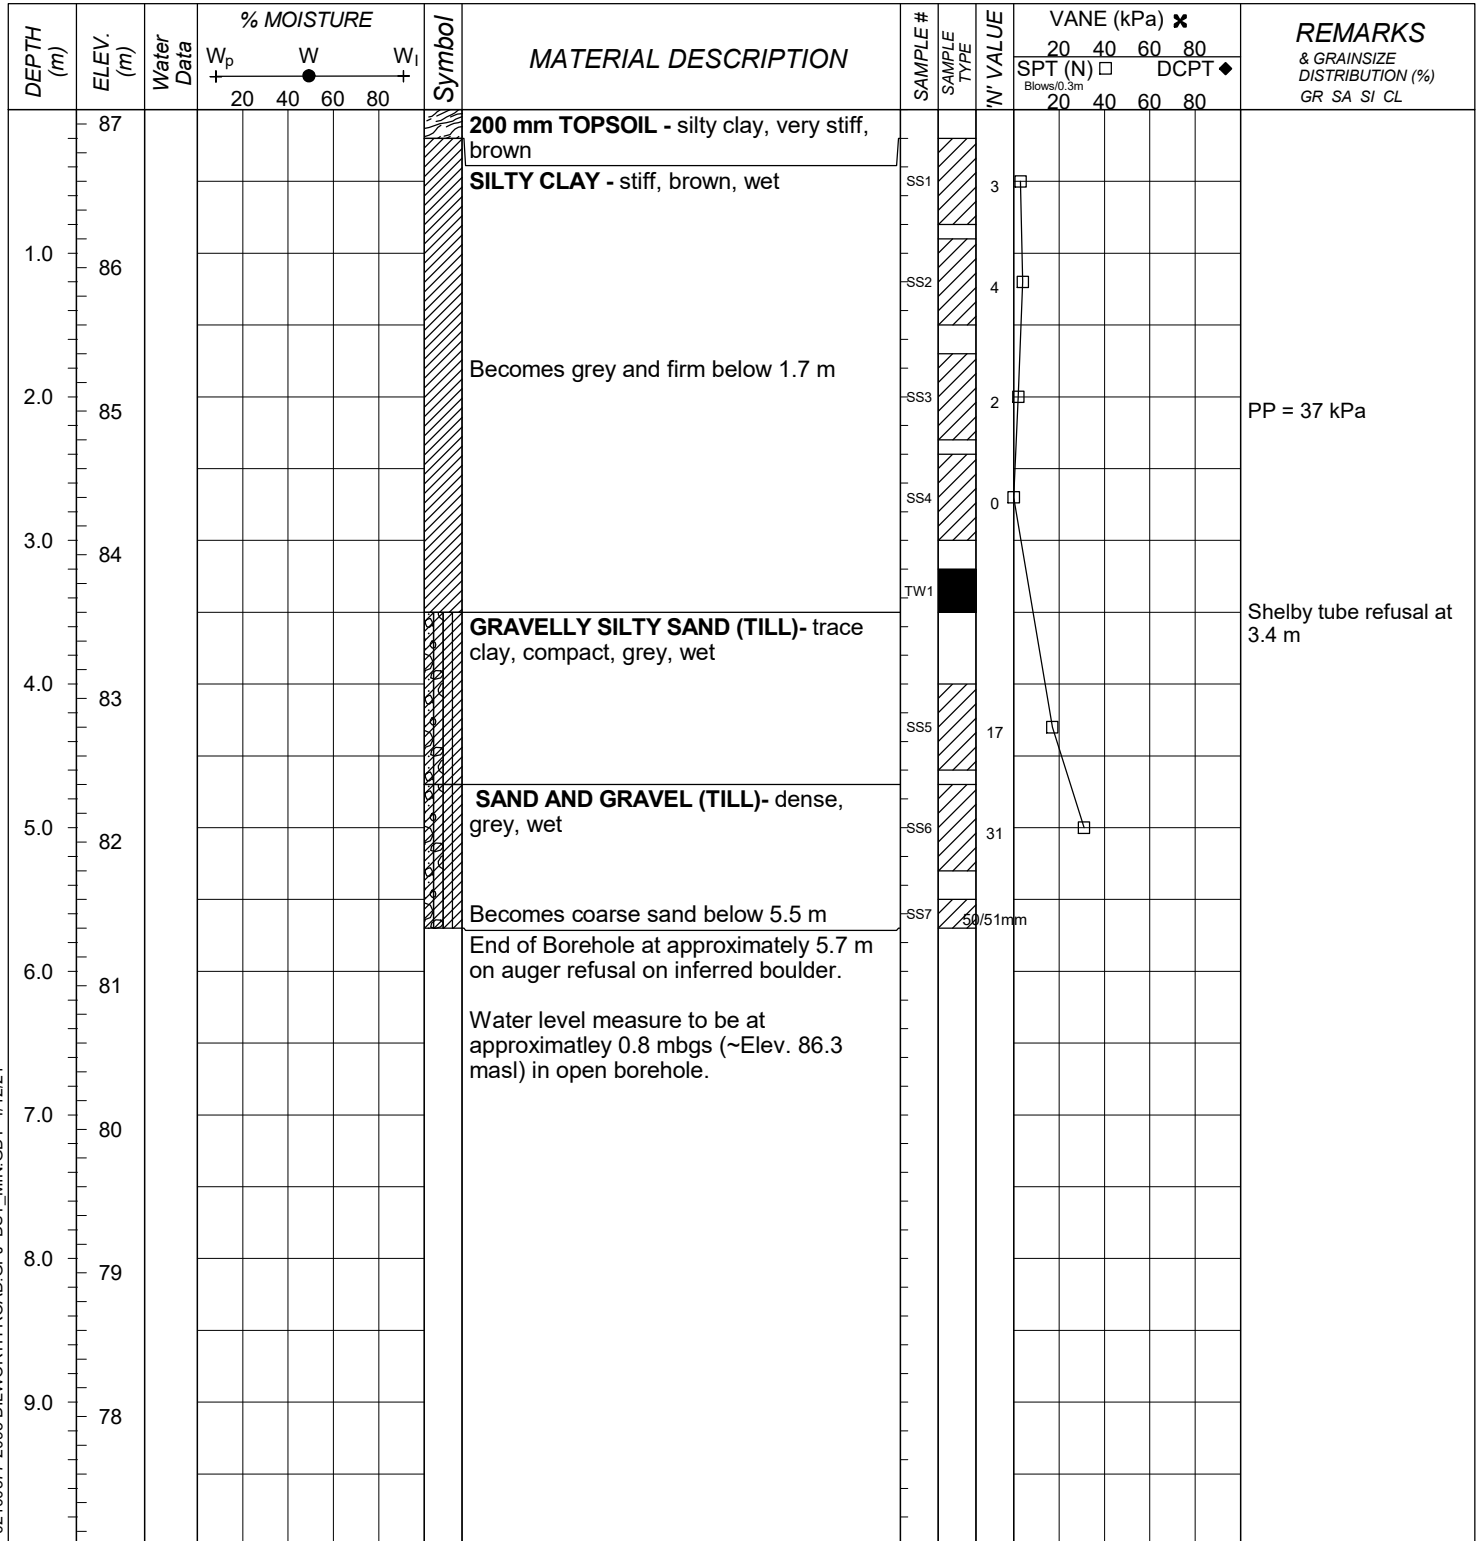 DEPTH (m)
ELEV. (m)
Water Data
% MOISTURE
Wp W Wl
20 40 60 80
Symbol
MATERIAL DESCRIPTION
SAMPLE #
SAMPLE TYPE
'N' VALUE
VANE (kPa) ✖
20 40 60 80
SPT (N) □ DCPT ◆
Blows/0.3m
20 40 60 80
REMARKS
& GRAINSIZE
DISTRIBUTION (%)
GR SA SI CL
87
200 mm TOPSOIL - silty clay, very stiff,
brown
SILTY CLAY - stiff, brown, wet
SS1 3
1.0
86
SS2 4
Becomes grey and firm below 1.7 m
2.0
SS3 2
85
PP = 37 kPa
SS4 0
3.0
84
TW1
Shelby tube refusal at
3.4 m
GRAVELLY SILTY SAND (TILL)- trace
clay, compact, grey, wet
4.0
83
SS5 17
SAND AND GRAVEL (TILL)- dense,
grey, wet
5.0
SS6 31
82
Becomes coarse sand below 5.5 m
SS7 50/51mm
End of Borehole at approximately 5.7 m
on auger refusal on inferred boulder.
6.0
81
Water level measure to be at
approximatley 0.8 mbgs (~Elev. 86.3
masl) in open borehole.
7.0
80
8.0
79
9.0
78